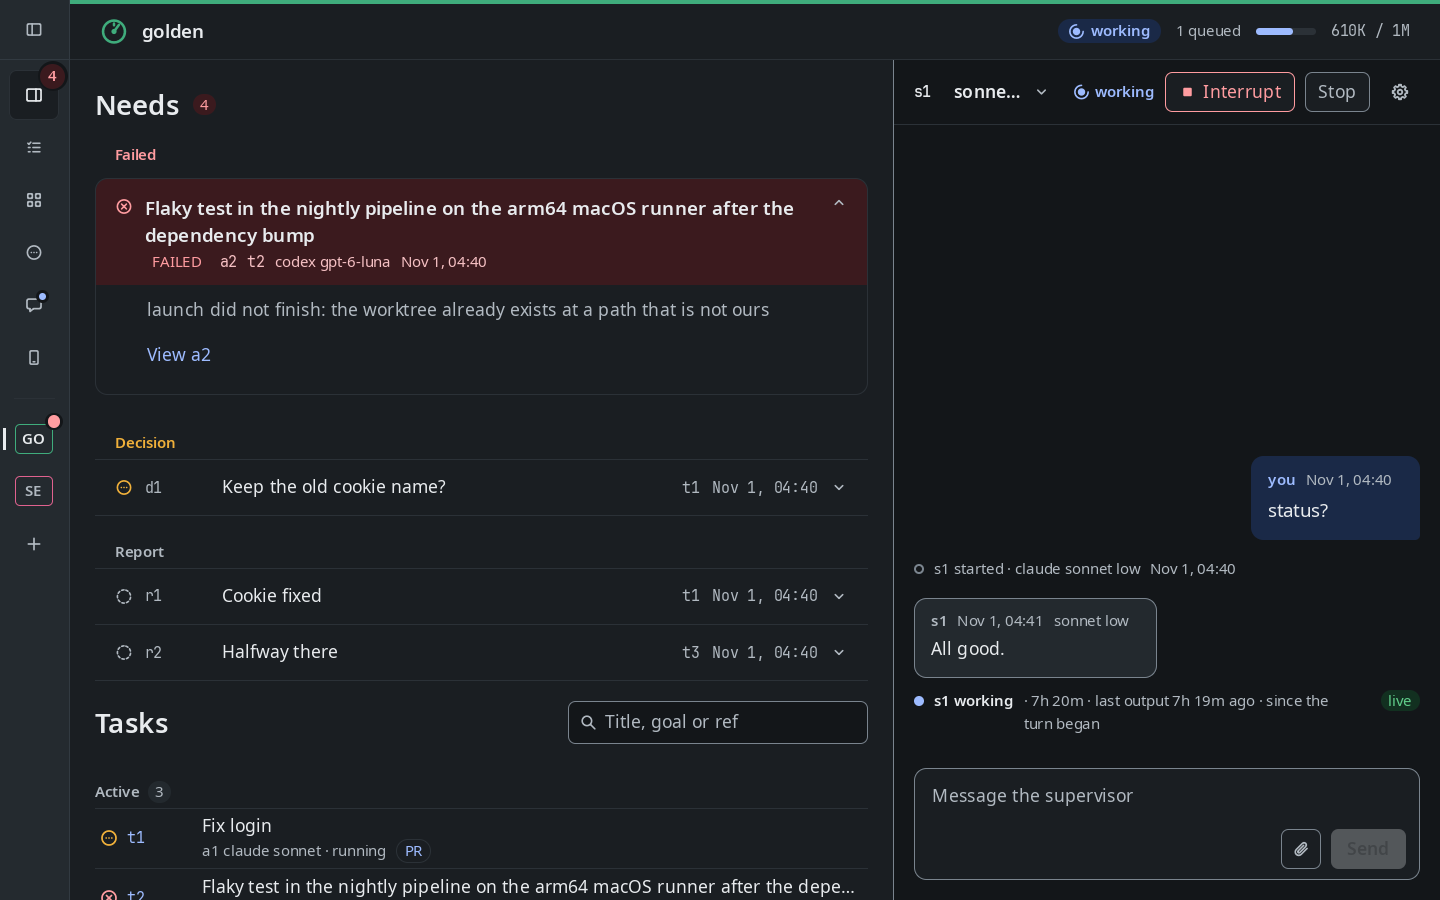 4
GO
SE
golden
working
1 queued
610K / 1M
Needs 4
Failed
Flaky test in the nightly pipeline on the arm64 macOS runner after the
dependency bump
FAILED a2 t2 codex gpt-6-luna Nov 1, 04:40
launch did not finish: the worktree already exists at a path that is not ours
View a2
Decision
d1 Keep the old cookie name? t1 Nov 1, 04:40
Report
r1 Cookie fixed t1 Nov 1, 04:40
r2 Halfway there t3 Nov 1, 04:40
Tasks
Title, goal or ref
Active 3
t1 Fix login
a1 claude sonnet · running PR
t2 Flaky test in the nightly pipeline on the arm64 macOS runner after the depe...
s1 sonne... working Interrupt Stop
you Nov 1, 04:40
status?
s1 started · claude sonnet low Nov 1, 04:40
s1 Nov 1, 04:41 sonnet low
All good.
s1 working · 7h 20m · last output 7h 19m ago · since the live
turn began
Message the supervisor
Send